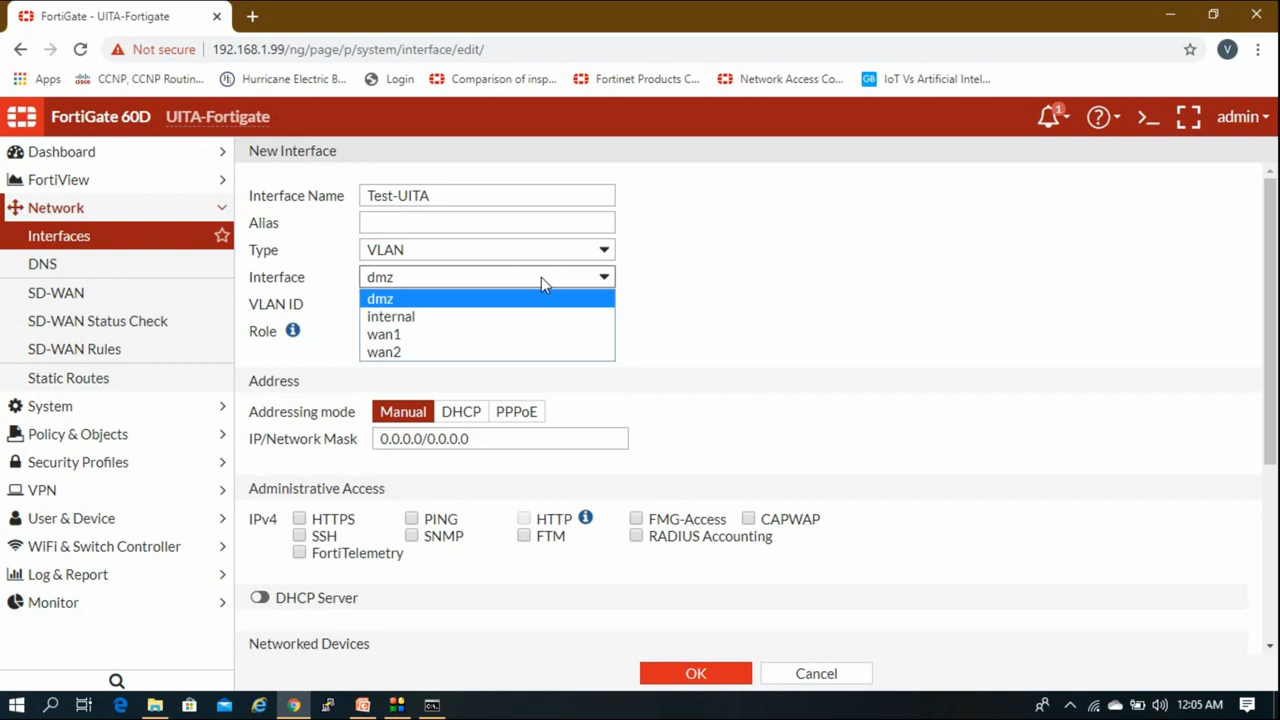 FortiGate - UITA-Fortigate
Not secure 192.168.1.99/ng/page/p/system/interface/edit/
V
Apps CCNP, CCNP Routin... Hurricane Electric B... Login Comparison of insp... Fortinet Products C... Network Access Co... GB IoT Vs Artificial Intel...
FortiGate 60D UITA-Fortigate 1 admin
Dashboard
FortiView
Network
Interfaces
DNS
SD-WAN
SD-WAN Status Check
SD-WAN Rules
Static Routes
System
Policy & Objects
Security Profiles
VPN
User & Device
WiFi & Switch Controller
Log & Report
Monitor
New Interface
Interface Name Test-UITA
Alias
Type VLAN
Interface dmz
dmz
VLAN ID
internal
Role
wan1
wan2
Address
Addressing mode Manual DHCP PPPoE
IP/Network Mask 0.0.0.0/0.0.0.0
Administrative Access
IPv4 HTTPS PING HTTP FMG-Access CAPWAP
SSH SNMP FTM RADIUS Accounting
FortiTelemetry
DHCP Server
Networked Devices
OK Cancel
12:05 AM